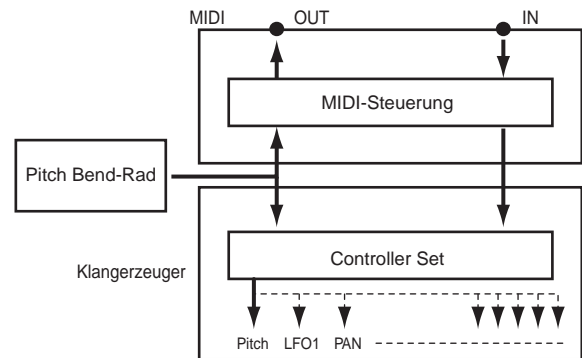 MIDI OUT IN
MIDI-Steuerung
Pitch Bend-Rad
Controller Set
Klangerzeuger
Pitch LFO1 PAN